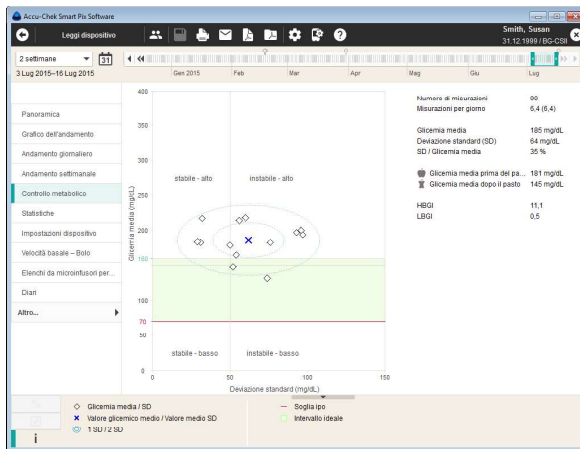 Accu-Chek Smart Pix Software
Leggi dispositivo
Smith, Susan
31.12.1999 / BG-CSII
2 settimane
31
3 Lug 2015–16 Lug 2015
Gen 2015 Feb Mar Apr Mag Giu Lug
Panoramica
Grafico dell'andamento
Andamento giornaliero
Andamento settimanale
Controllo metabolico
Statistiche
Impostazioni dispositivo
Velocità basale – Bolo
Elenchi da microinfusori per...
Diari
Altro...
Glicemia media (mg/dL)
400
350
300
250
200
160
100
70
50
0
stabile - alto
instabile - alto
stabile - basso
instabile - basso
0 50 100 150
Deviazione standard (mg/dL)
Numero di misurazioni
Misurazioni per giorno 6,4 (6,4)
Glicemia media 185 mg/dL
Deviazione standard (SD) 64 mg/dL
SD / Glicemia media 35 %
Glicemia media prima del pa... 181 mg/dL
Glicemia media dopo il pasto 145 mg/dL
HBGI 11,1
LBGI 0,5
Glicemia media / SD
Valore glicemico medio / Valore medio SD
1 SD / 2 SD
Soglia ipo
Intervallo ideale